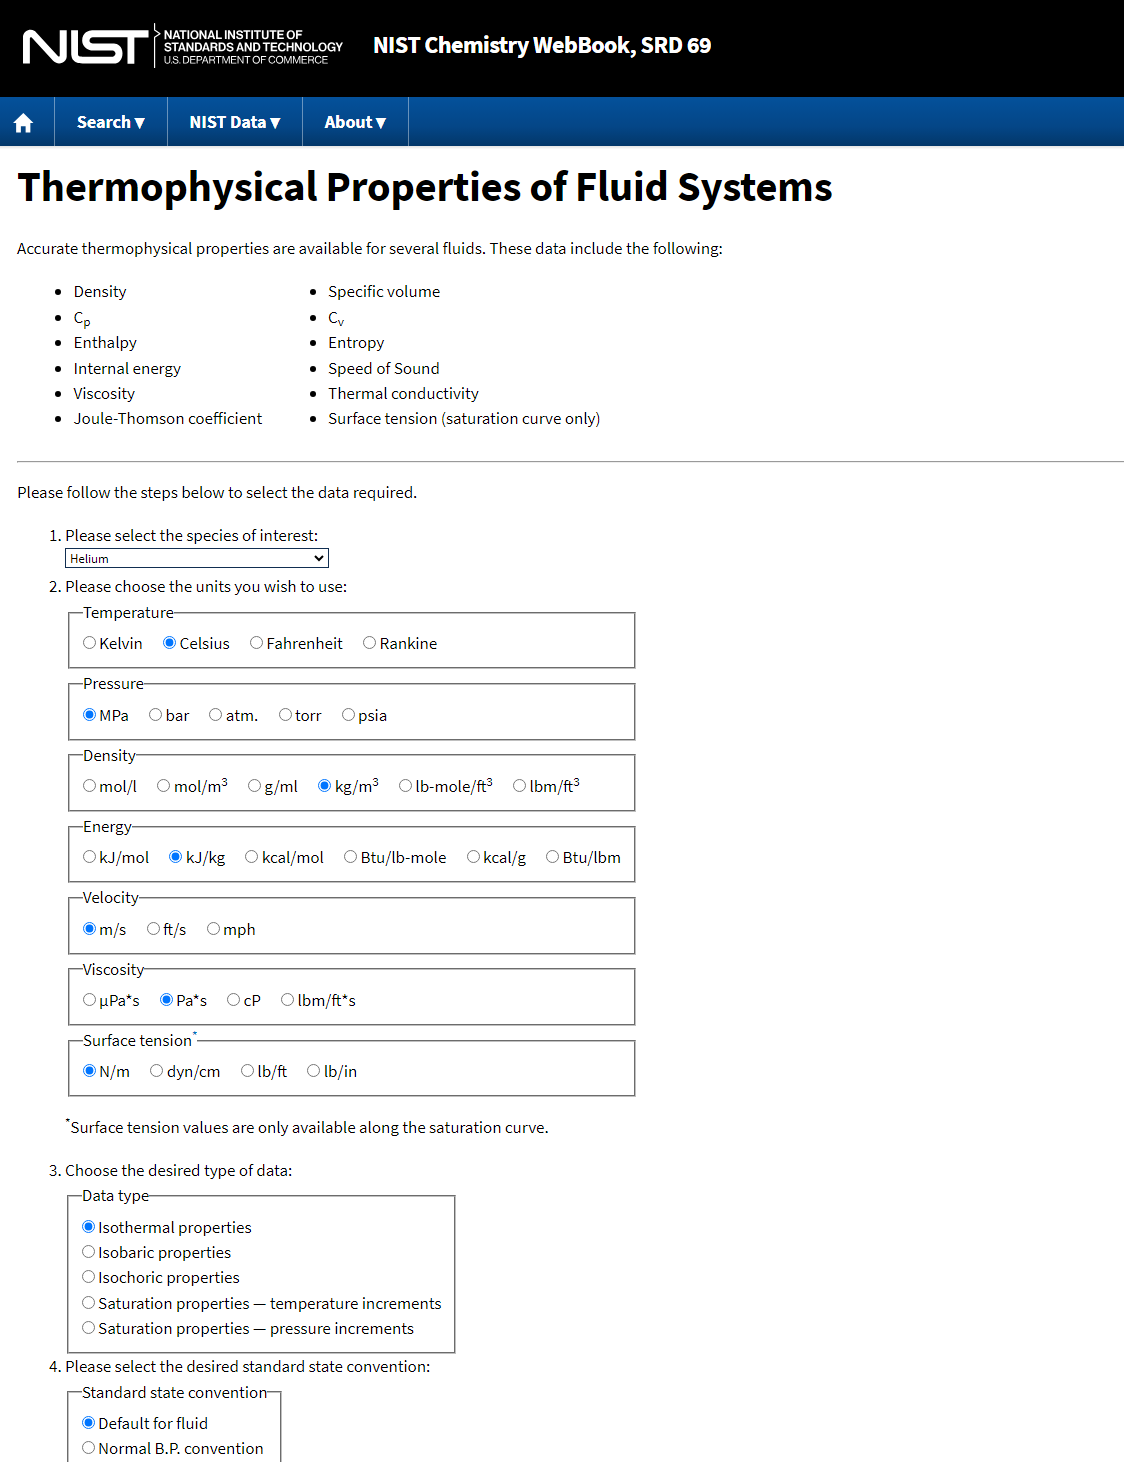 NIST NATIONAL INSTITUTE OF
STANDARDS AND TECHNOLOGY
U.S. DEPARTMENT OF COMMERCE
NIST Chemistry WebBook, SRD 69
Search ▼ NIST Data ▼ About ▼
Thermophysical Properties of Fluid Systems
Accurate thermophysical properties are available for several fluids. These data include the following:
• Density
• Cp
• Enthalpy
• Internal energy
• Viscosity
• Joule-Thomson coefficient
• Specific volume
• Cv
• Entropy
• Speed of Sound
• Thermal conductivity
• Surface tension (saturation curve only)
Please follow the steps below to select the data required.
1. Please select the species of interest:
Helium
2. Please choose the units you wish to use:
Temperature
Kelvin Celsius Fahrenheit Rankine
Pressure
MPa bar atm. torr psia
Density
mol/l mol/m3 g/ml kg/m3 lb-mole/ft3 lbm/ft3
Energy
kJ/mol kJ/kg kcal/mol Btu/lb-mole kcal/g Btu/lbm
Velocity
m/s ft/s mph
Viscosity
μPa*s Pa*s cP lbm/ft*s
Surface tension*
N/m dyn/cm lb/ft lb/in
*Surface tension values are only available along the saturation curve.
3. Choose the desired type of data:
Data type
Isothermal properties
Isobaric properties
Isochoric properties
Saturation properties — temperature increments
Saturation properties — pressure increments
4. Please select the desired standard state convention:
Standard state convention
Default for fluid
Normal B.P. convention